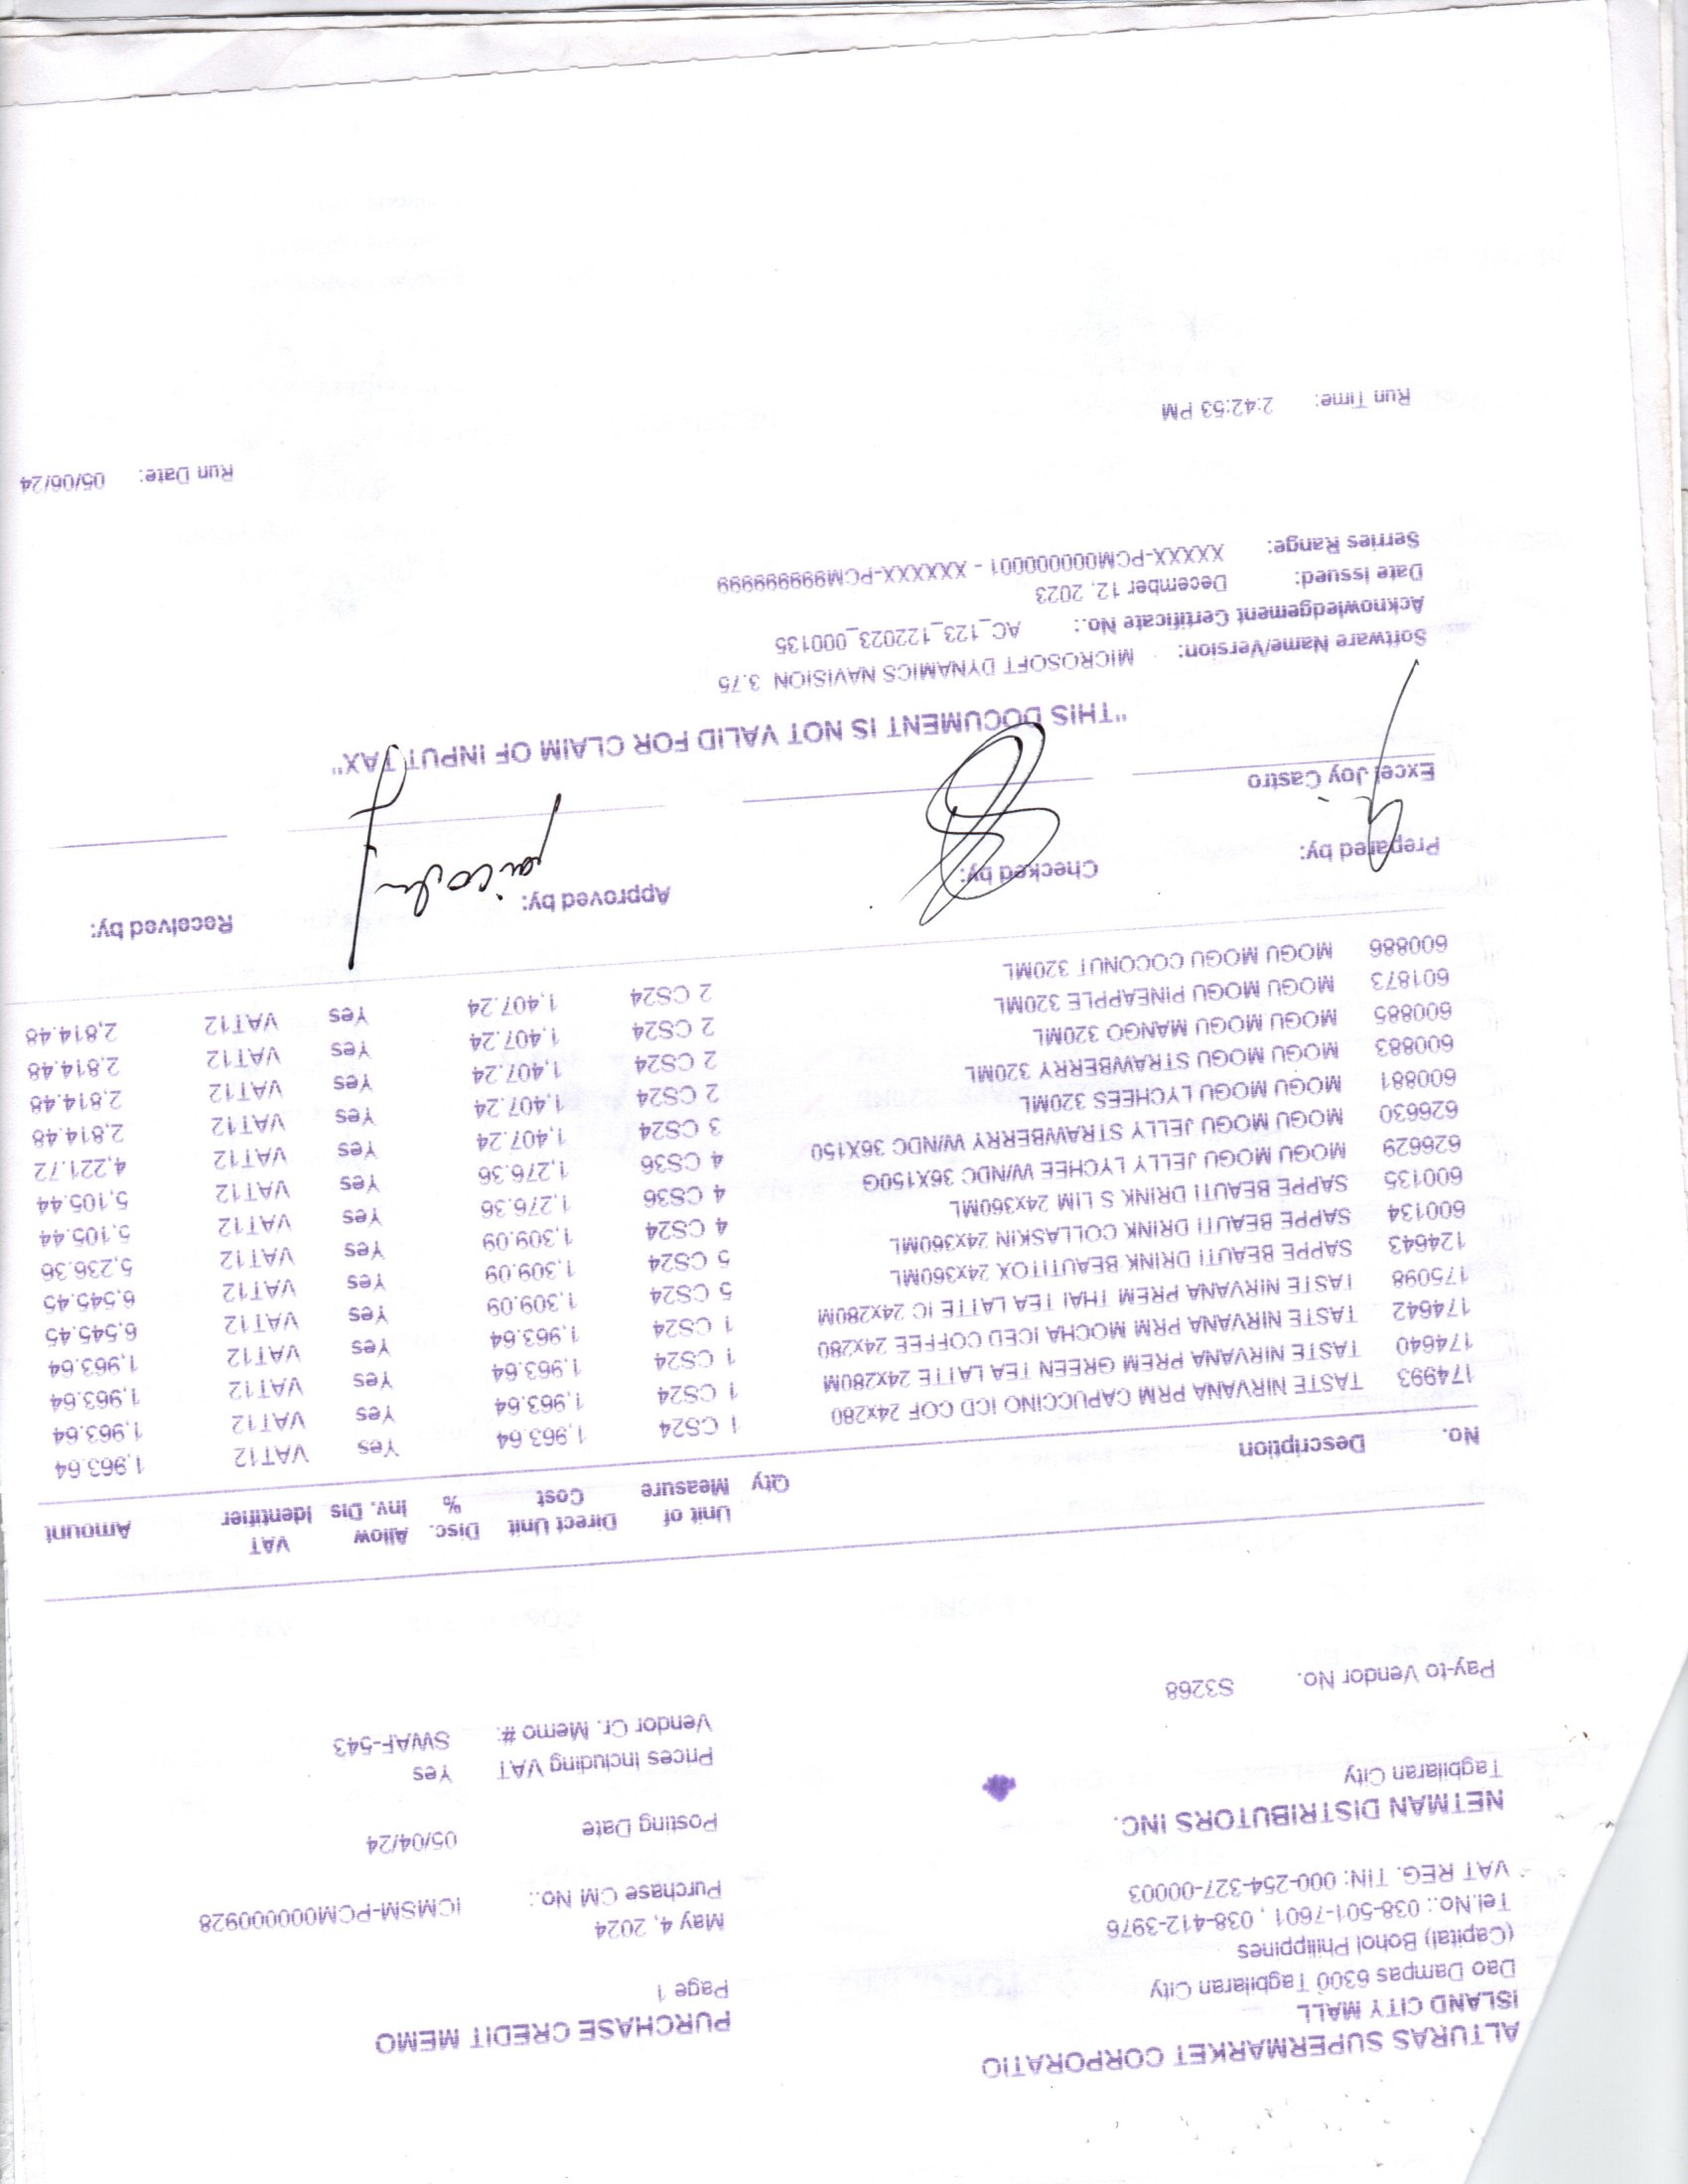 ALTURAS SUPERMARKET CORPORATIO
ISLAND CITY MALL
Dao Dampas 6300 Tagbilaran City
(Capital) Bohol Philippines
Tel.No.: 038-501-7601 , 038-412-3976
VAT REG. TIN: 000-254-327-00003
PURCHASE CREDIT MEMO
Page 1
May 4, 2024
Purchase CM No.: ICMSM-PCM000000928
NETMAN DISTRIBUTORS INC.
Tagbilaran City
Posting Date 05/04/24
Prices Including VAT Yes
Vendor Cr. Memo #: SWAF-543
Pay-to Vendor No. S3268
No. Description Qty Unit of Measure Direct Unit Cost Disc. % Allow Inv. Dis VAT Identifier Amount
174993 TASTE NIRVANA PRM CAPUCCINO ICD COF 24x280 1 CS24 1,963.64 Yes VAT12 1,963.64
174640 TASTE NIRVANA PREM GREEN TEA LATTE 24x280M 1 CS24 1,963.64 Yes VAT12 1,963.64
174642 TASTE NIRVANA PRM MOCHA ICED COFFEE 24x280 1 CS24 1,963.64 Yes VAT12 1,963.64
175098 TASTE NIRVANA PREM THAI TEA LATTE IC 24x280M 1 CS24 1,963.64 Yes VAT12 1,963.64
124643 SAPPE BEAUTI DRINK BEAUTITOX 24x360ML 5 CS24 1,309.09 Yes VAT12 6,545.45
600134 SAPPE BEAUTI DRINK COLLASKIN 24x360ML 5 CS24 1,309.09 Yes VAT12 6,545.45
600135 SAPPE BEAUTI DRINK S LIM 24x360ML 4 CS24 1,309.09 Yes VAT12 5,236.36
626629 MOGU MOGU JELLY LYCHEE W/NDC 36X150G 4 CS36 1,276.36 Yes VAT12 5,105.44
626630 MOGU MOGU JELLY STRAWBERRY W/NDC 36X150 4 CS36 1,276.36 Yes VAT12 5,105.44
600881 MOGU MOGU LYCHEES 320ML 3 CS24 1,407.24 Yes VAT12 4,221.72
600883 MOGU MOGU STRAWBERRY 320ML 2 CS24 1,407.24 Yes VAT12 2,814.48
600885 MOGU MOGU MANGO 320ML 2 CS24 1,407.24 Yes VAT12 2,814.48
601873 MOGU MOGU PINEAPPLE 320ML 2 CS24 1,407.24 Yes VAT12 2,814.48
600886 MOGU MOGU COCONUT 320ML 2 CS24 1,407.24 Yes VAT12 2,814.48
Prepared by: Checked by: Approved by: Received by:
Excel Joy Castro
"THIS DOCUMENT IS NOT VALID FOR CLAIM OF INPUT TAX"
Software Name/Version: MICROSOFT DYNAMICS NAVISION 3.75
Acknowledgement Certificate No.: AC_123_122023_000135
Date Issued: December 12, 2023
Serries Range: XXXXX-PCM000000001 - XXXXXX-PCM999999999
Run Time: 2:42:53 PM
Run Date: 05/06/24